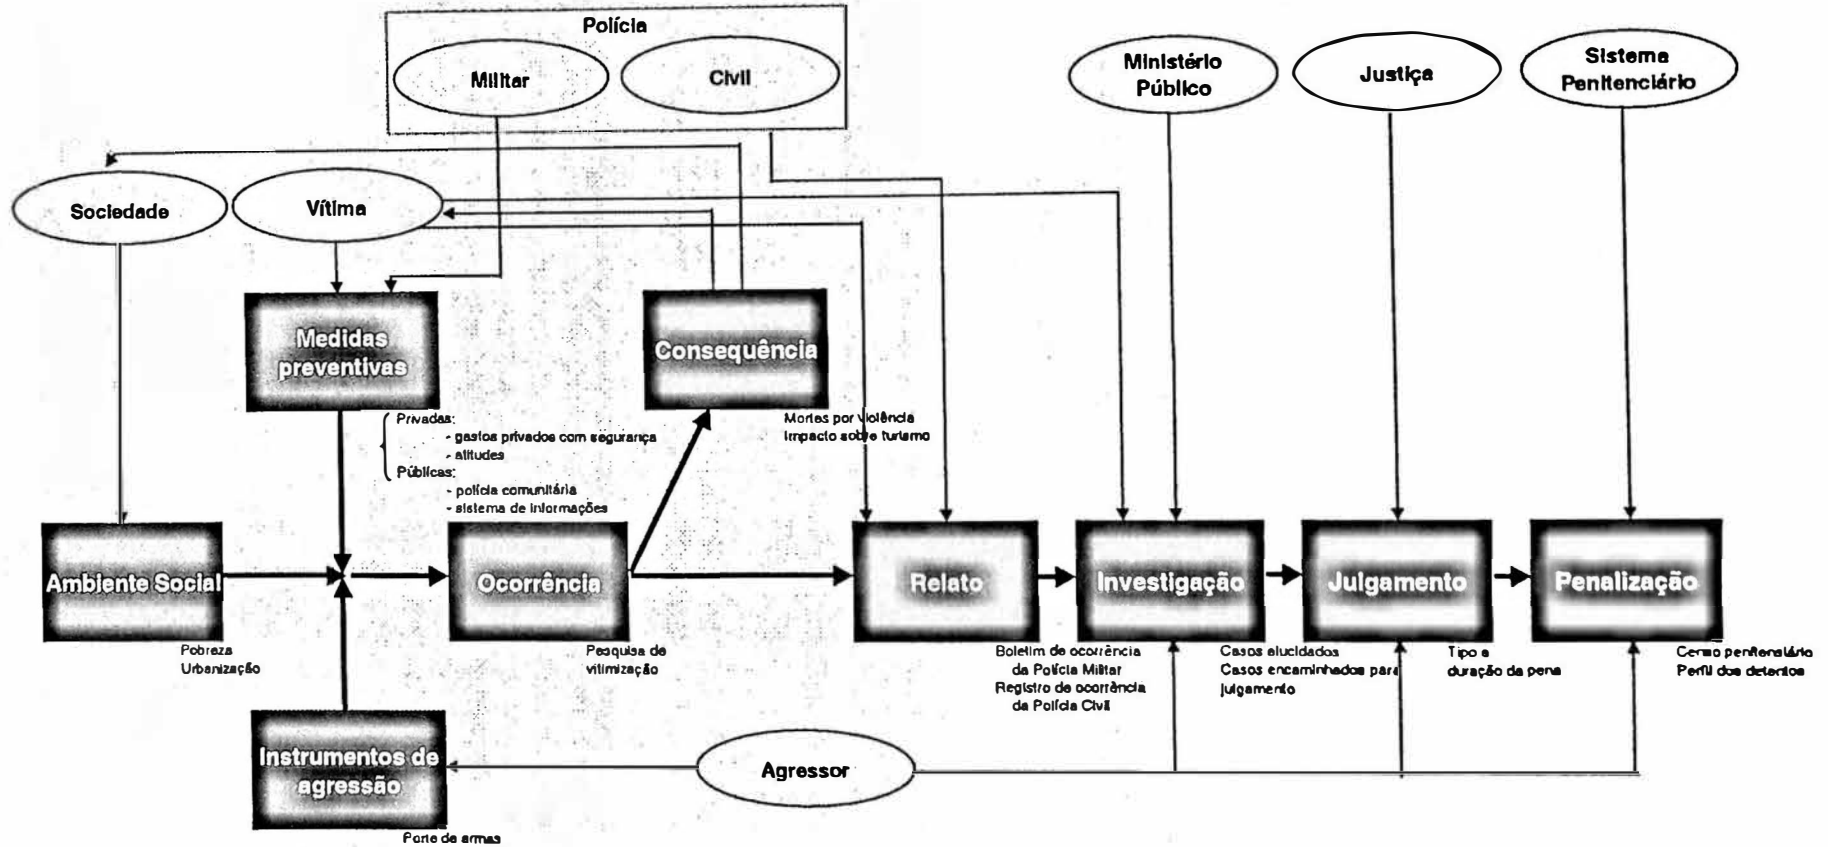 Polícia
Militar
Civil
Ministério
Público
Justiça
Sistema
Penitenciário
Sociedade
Vítima
Medidas
preventivas
Consequência
Privadas:
- gastos privados com segurança
- atitudes
Públicas:
- polícia comunitária
- sistema de informações
Mortes por violência
Impacto sobre turismo
Ambiente Social
Ocorrência
Relato
Investigação
Julgamento
Penalização
Pobreza
Urbanização
Pesquisa de
vitimização
Boletim de ocorrência
da Polícia Militar
Registro de ocorrência
da Polícia Civil
Casos elucidados
Casos encaminhados para
julgamento
Tipo e
duração da pena
Censo penitenciário
Perfil dos detentos
Instrumentos de
agressão
Agressor
Porte de armas